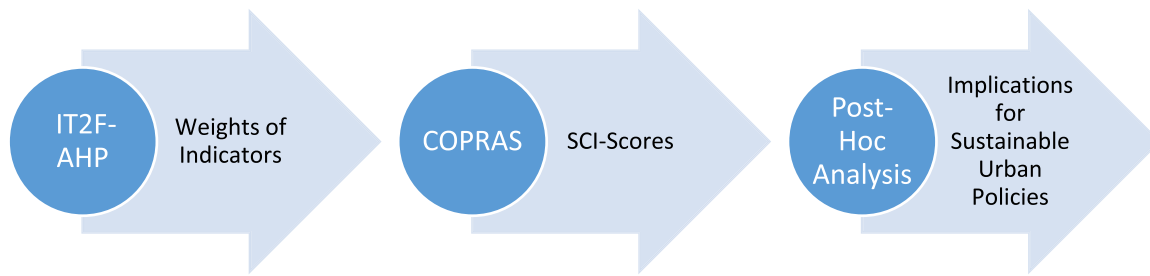 IT2F-
AHP
Weights of
Indicators
COPRAS
SCI-Scores
Post-
Hoc
Analysis
Implications
for
Sustainable
Urban
Policies